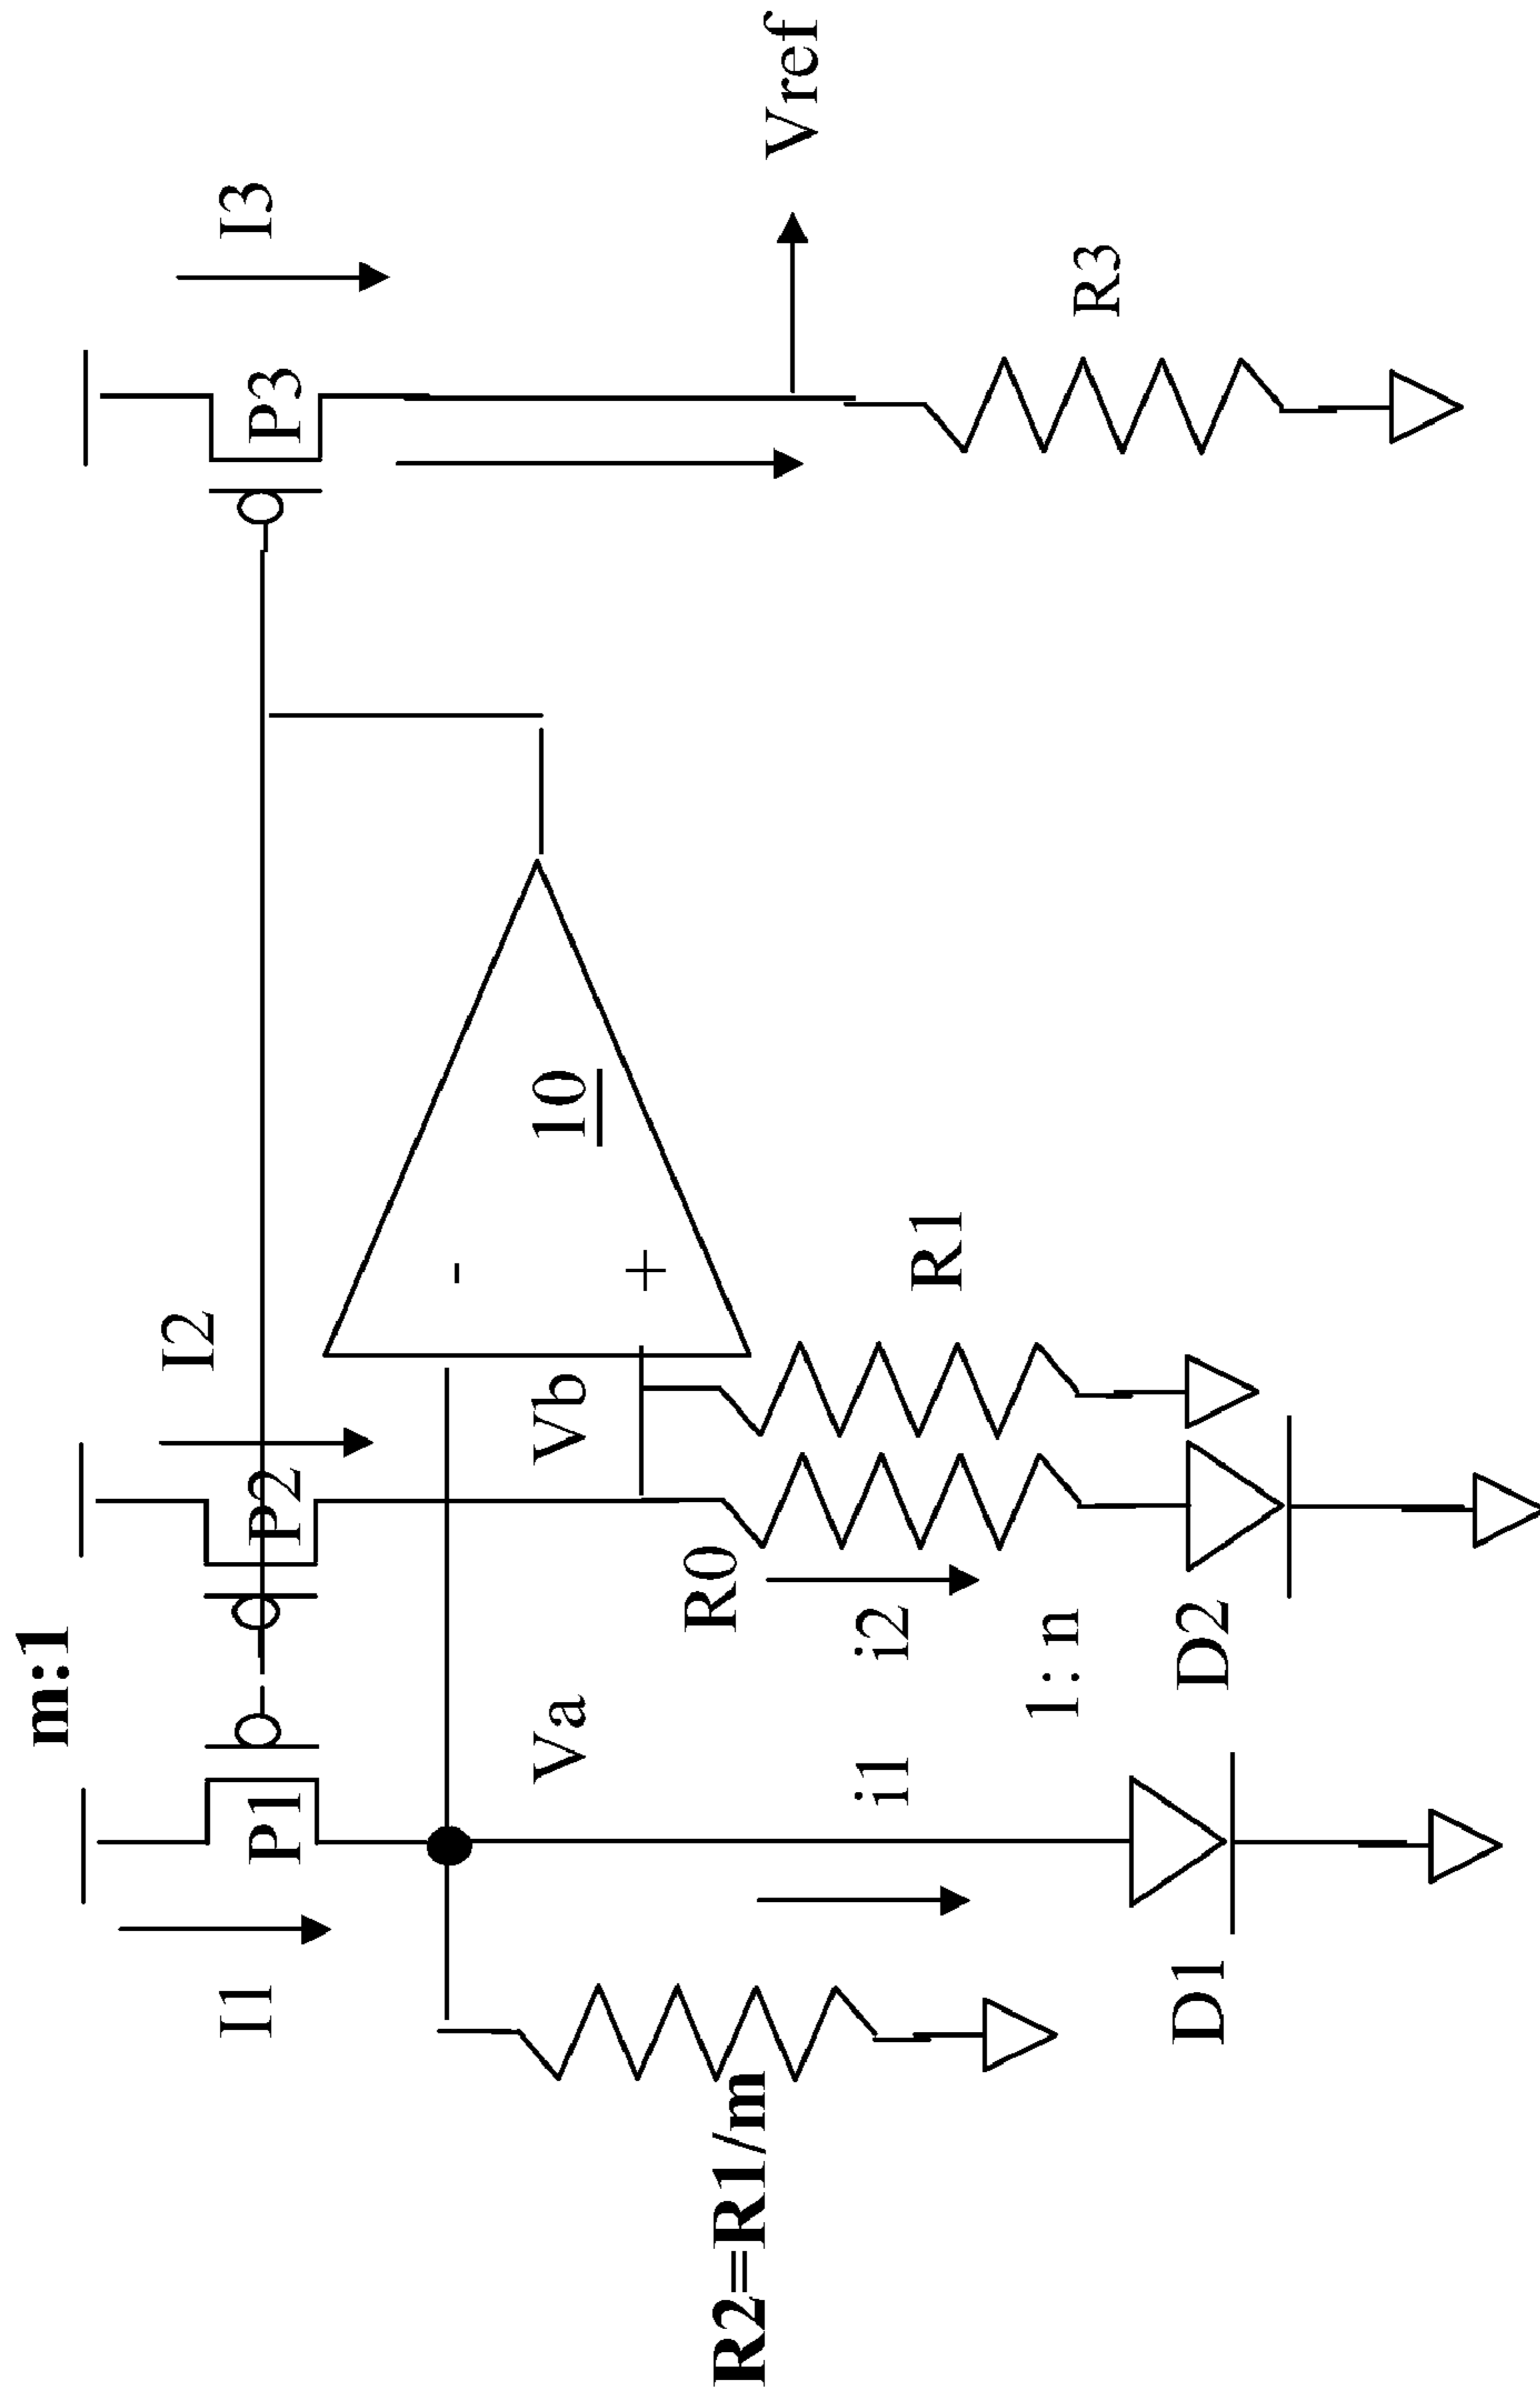 m:1
I1
P1
P2
I2
P3
I3
Va
Vb
-
+
10
Vref
R2=R1/m
R0
i1
i2
R1
1: n
R3
D1
D2